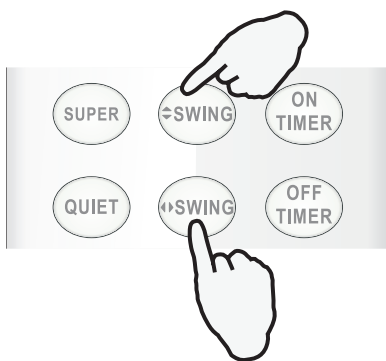 SUPER
SWING
ON
TIMER
QUIET
SWING
OFF
TIMER